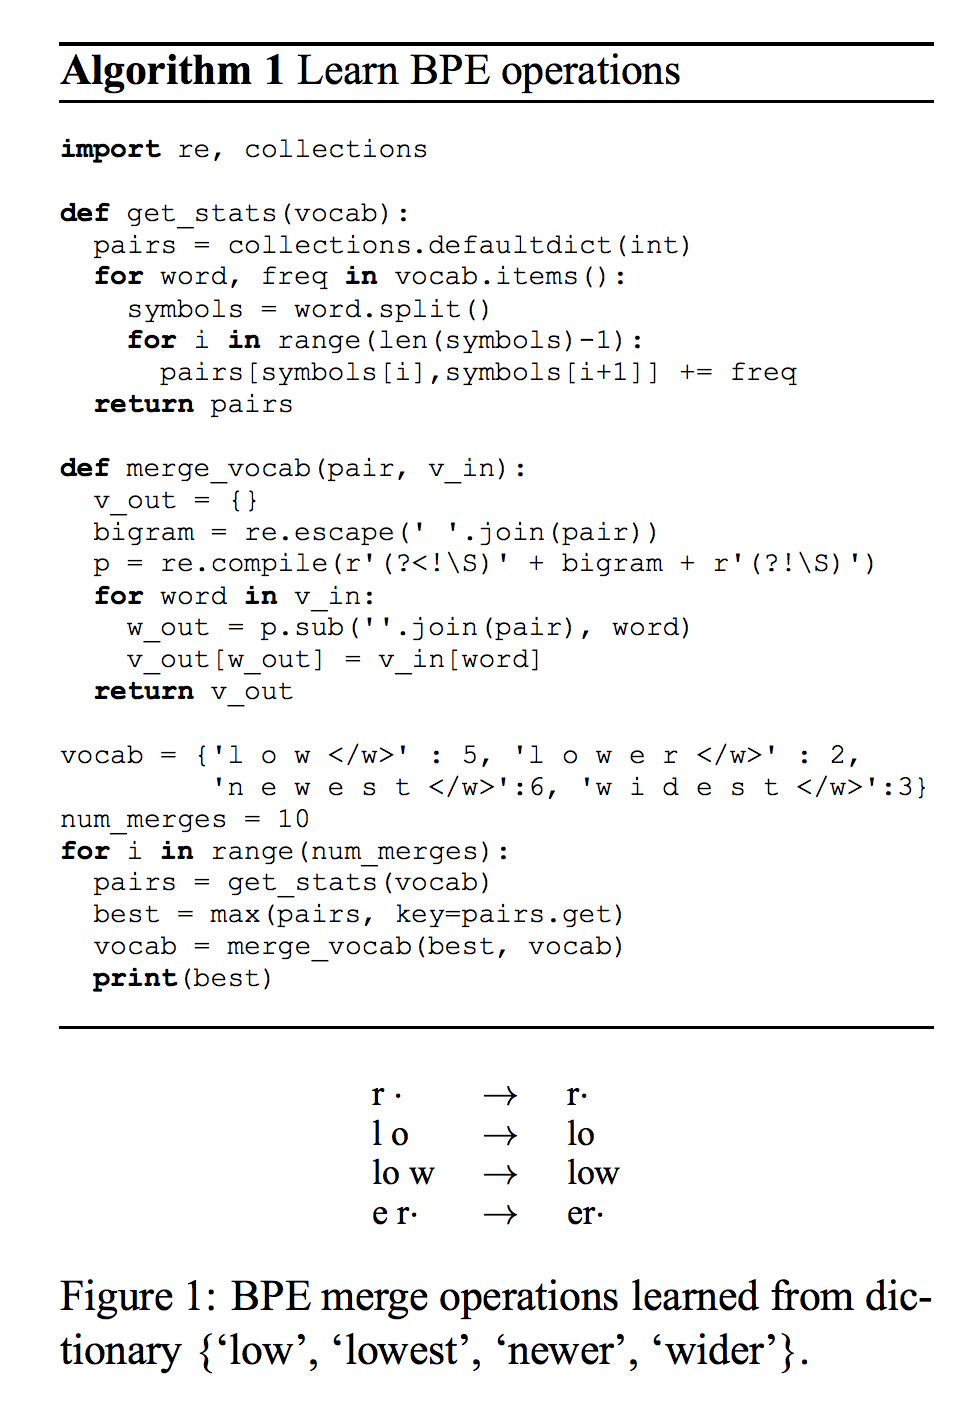 Algorithm 1 Learn BPE operations
import re, collections
def get_stats(vocab):
  pairs = collections.defaultdict(int)
  for word, freq in vocab.items():
    symbols = word.split()
    for i in range(len(symbols)-1):
      pairs[symbols[i],symbols[i+1]] += freq
  return pairs
def merge_vocab(pair, v_in):
  v_out = {}
  bigram = re.escape(' '.join(pair))
  p = re.compile(r'(?<!\S)' + bigram + r'(?!\S)')
  for word in v_in:
    w_out = p.sub(''.join(pair), word)
    v_out[w_out] = v_in[word]
  return v_out
vocab = {'l o w </w>' : 5, 'l o w e r </w>' : 2,
         'n e w e s t </w>':6, 'w i d e s t </w>':3}
num_merges = 10
for i in range(num_merges):
  pairs = get_stats(vocab)
  best = max(pairs, key=pairs.get)
  vocab = merge_vocab(best, vocab)
  print(best)
r · → r·
l o → lo
lo w → low
e r· → er·
Figure 1: BPE merge operations learned from dic-
tionary {‘low’, ‘lowest’, ‘newer’, ‘wider’}.